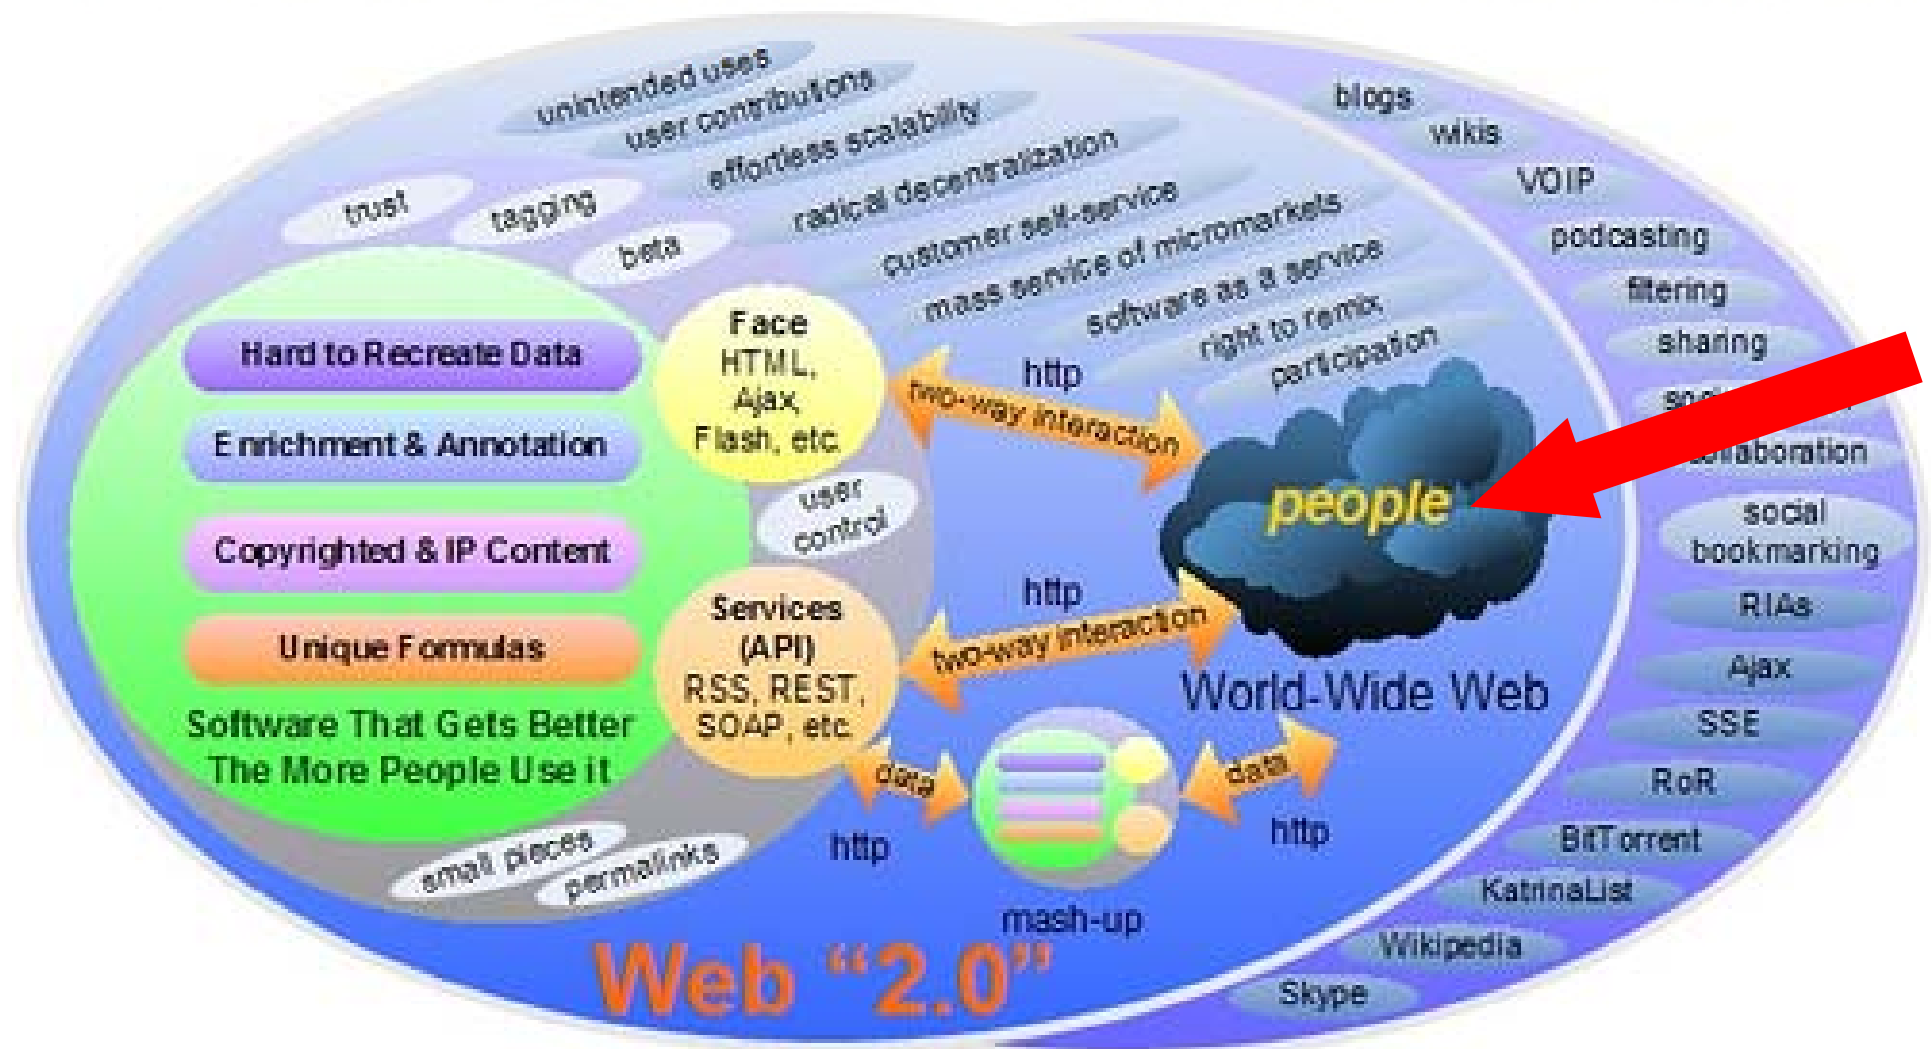 unintended uses
user contributions
effortless scalability
radical decentralization
customer self-service
mass service of micromarkets
software as a service
right to remix
participation
trust
tagging
beta
Hard to Recreate Data
Enrichment & Annotation
Copyrighted & IP Content
Unique Formulas
Software That Gets Better
The More People Use it
Face
HTML,
Ajax,
Flash, etc.
user
control
Services
(API)
RSS, REST,
SOAP, etc.
small pieces
permalinks
http
two-way interaction
people
http
two-way interaction
World-Wide Web
data
http
mash-up
data
http
Web “2.0”
blogs
wikis
VOIP
podcasting
filtering
sharing
social
bookmarking
RIAs
Ajax
SSE
RoR
BitTorrent
KatrinaList
Wikipedia
Skype